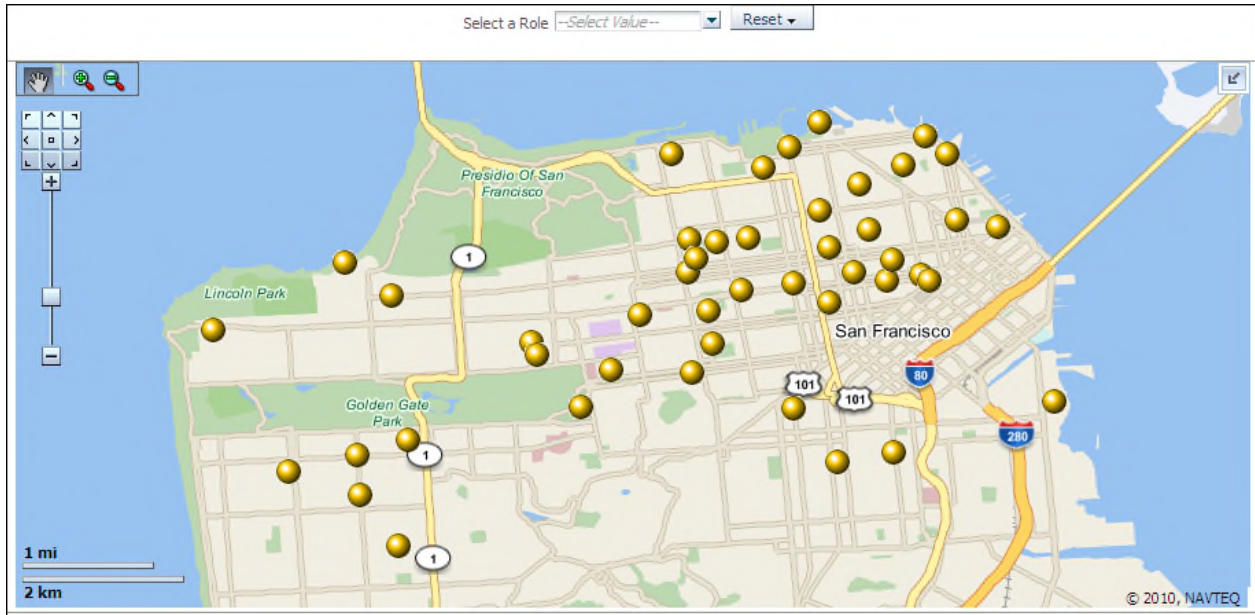 Select a Role --Select Value-- Reset
Presidio Of San
Francisco
1
Lincoln Park
San Francisco
80
101
101
Golden Gate
Park
280
1
1 mi
1
2 km
© 2010, NAVTEQ